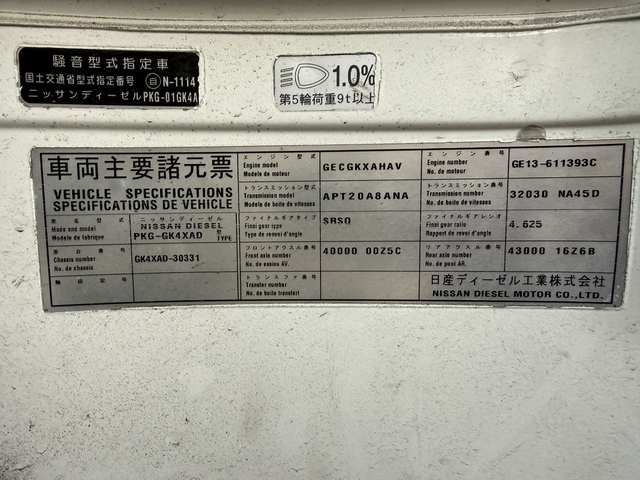 騒音型式指定車
国土交通省型式指定番号 自 N-1114
ニッサンディーゼル PKG-01GK4A
1.0%
第5輪荷重9t以上
車両主要諸元票
VEHICLE SPECIFICATIONS
SPECIFICATIONS DE VEHICLE
車名型式
Made and model
Modele de fabrique
ニッサンディーゼル
NISSAN DIESEL
PKG-GK4XAD 型 TYPE
車台番号
Chassis number
No. de chassie
GK4XAD-30331
エンジン型式
Engine model
Modele de moteur
GECGKXAHAV
エンジン番号
Engine number
No. de moteur
GE13-611393C
トランスミッション型式
Transmission model
Modele de boite de vitesses
APT20A8ANA
トランスミッション番号
Transmission number
No. de boite de vitesses
32030 NA45D
ファイナルギアタイプ
Final gear type
Type de renvoi d'angle
SRSQ
ファイナルギアレシオ
Final gear ratio
Rapport de renvoi d'angle
4.625
フロントアクスル番号
Front axle number
No. de essieu AV.
40000 00Z5C
リアアクスル番号
Rear axle number
No. de pont AR.
43000 16Z6B
トランスファ番号
Transfer number
No. de boite transfert
日産ディーゼル工業株式会社
NISSAN DIESEL MOTOR CO.,LTD.